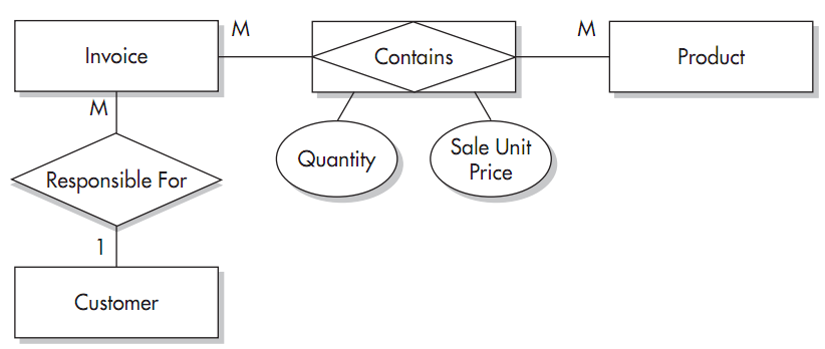 M
M
Invoice
Contains
Product
M
Quantity
Sale Unit
Price
Responsible For
1
Customer